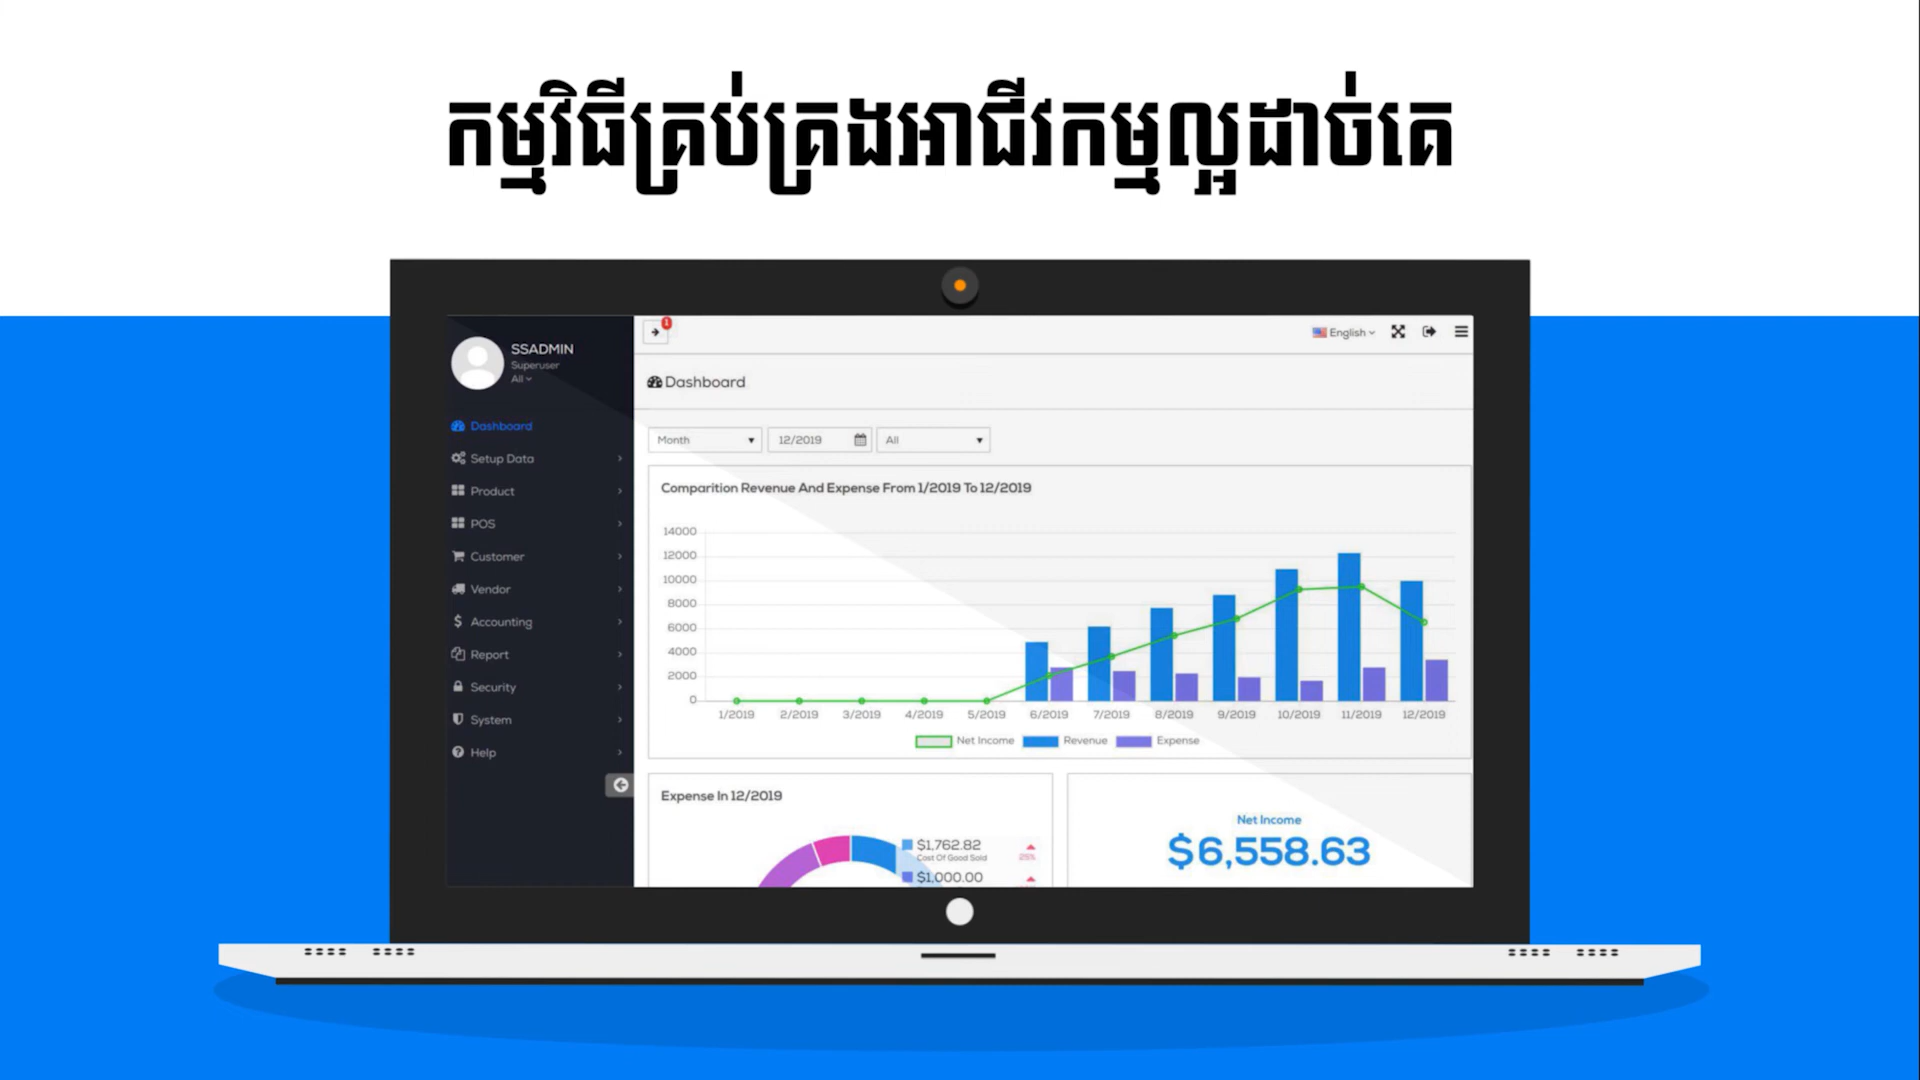 កម្មវិធីគ្រប់គ្រងអាជីវកម្មល្អដាច់គេ
SSADMIN
Superuser
All
Dashboard
Setup Data
Product
POS
Customer
Vendor
Accounting
Report
Security
System
Help
1
English
Dashboard
Month
12/2019
All
Comparition Revenue And Expense From 1/2019 To 12/2019
14000
12000
10000
8000
6000
4000
2000
0
1/2019 2/2019 3/2019 4/2019 5/2019 6/2019 7/2019 8/2019 9/2019 10/2019 11/2019 12/2019
Net Income Revenue Expense
Expense In 12/2019
$1,762.82
Cost Of Good Sold
25%
$1,000.00
Net Income
$6,558.63